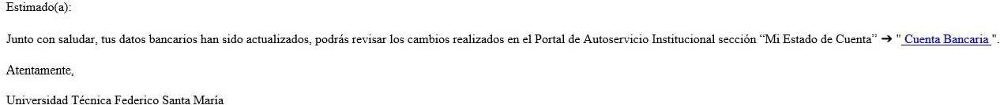 Estimado(a):
Junto con saludar, tus datos bancarios han sido actualizados, podrás revisar los cambios realizados en el Portal de Autoservicio Institucional sección “Mi Estado de Cuenta” ➔ " Cuenta Bancaria ".
Atentamente,
Universidad Técnica Federico Santa María